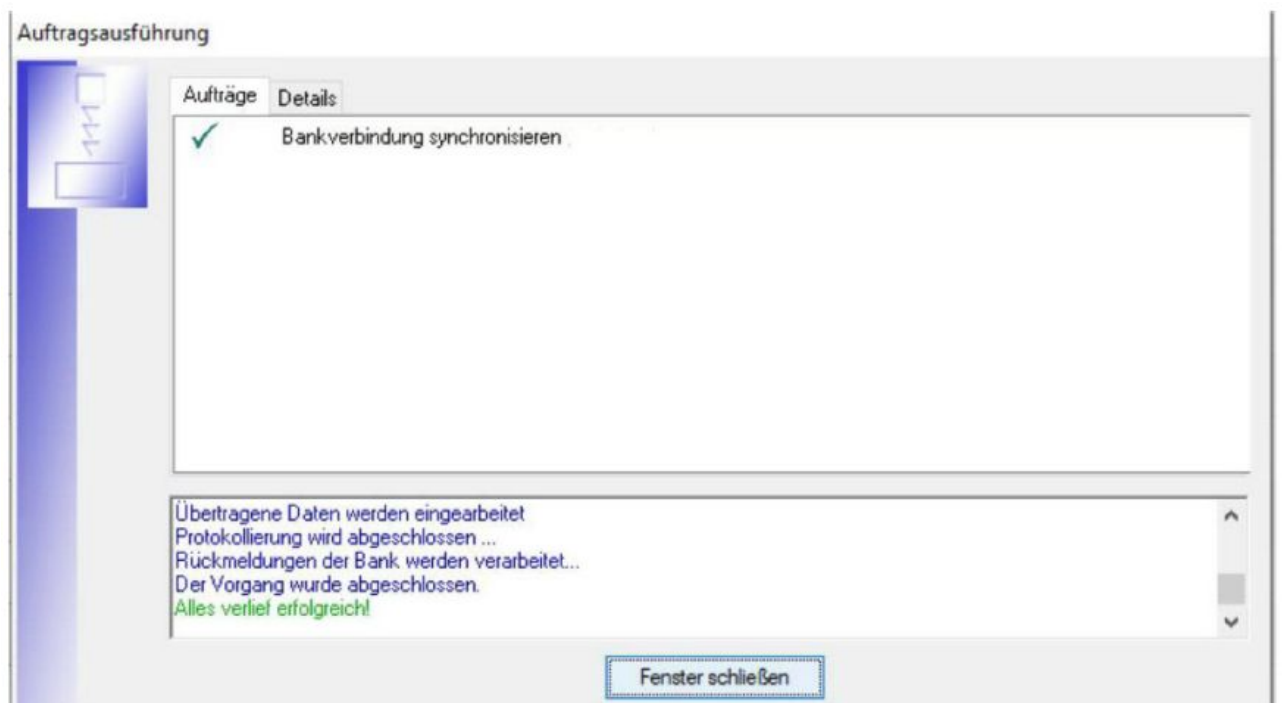 Auftragsausführung
Aufträge Details
Bankverbindung synchronisieren
Übertragene Daten werden eingearbeitet
Protokollierung wird abgeschlossen ...
Rückmeldungen der Bank werden verarbeitet...
Der Vorgang wurde abgeschlossen.
Alles verlief erfolgreich!
Fenster schließen